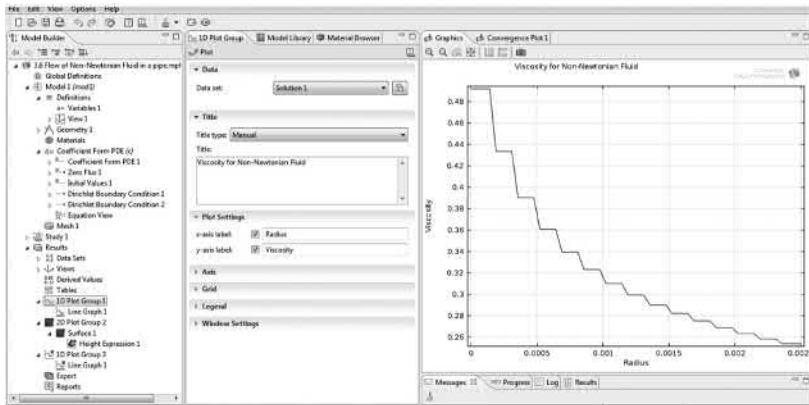 File Edit View Options Help
Model Builder
3.6 Flow of Non-Newtonian Fluid in a pipe.mph
Global Definitions
Model 1 (mod1)
Definitions
Variables 1
View 1
Geometry 1
Materials
Coefficient Form PDE (c)
Coefficient Form PDE 1
Zero Flux 1
Initial Values 1
Dirichlet Boundary Condition 1
Dirichlet Boundary Condition 2
Equation View
Mesh 1
Study 1
Results
Data Sets
Views
Derived Values
Tables
1D Plot Group 1
Line Graph 1
2D Plot Group 2
Surface 1
Height Expression 1
1D Plot Group 3
Line Graph 1
Export
Reports
1D Plot Group Model Library Material Browser
Plot
Data
Data set: Solution 1
Title
Title type: Manual
Title:
Viscosity for Non-Newtonian Fluid
Plot Settings
x-axis label: Radius
y-axis label: Viscosity
Axis
Grid
Legend
Window Settings
Graphics Convergence Plot 1
Viscosity for Non-Newtonian Fluid
0.48
0.46
0.44
0.42
0.4
0.38
0.36
0.34
0.32
0.3
0.28
0.26
Viscosity
0 0.0005 0.001 0.0015 0.002 0.0025
Radius
Messages Progress Log Results